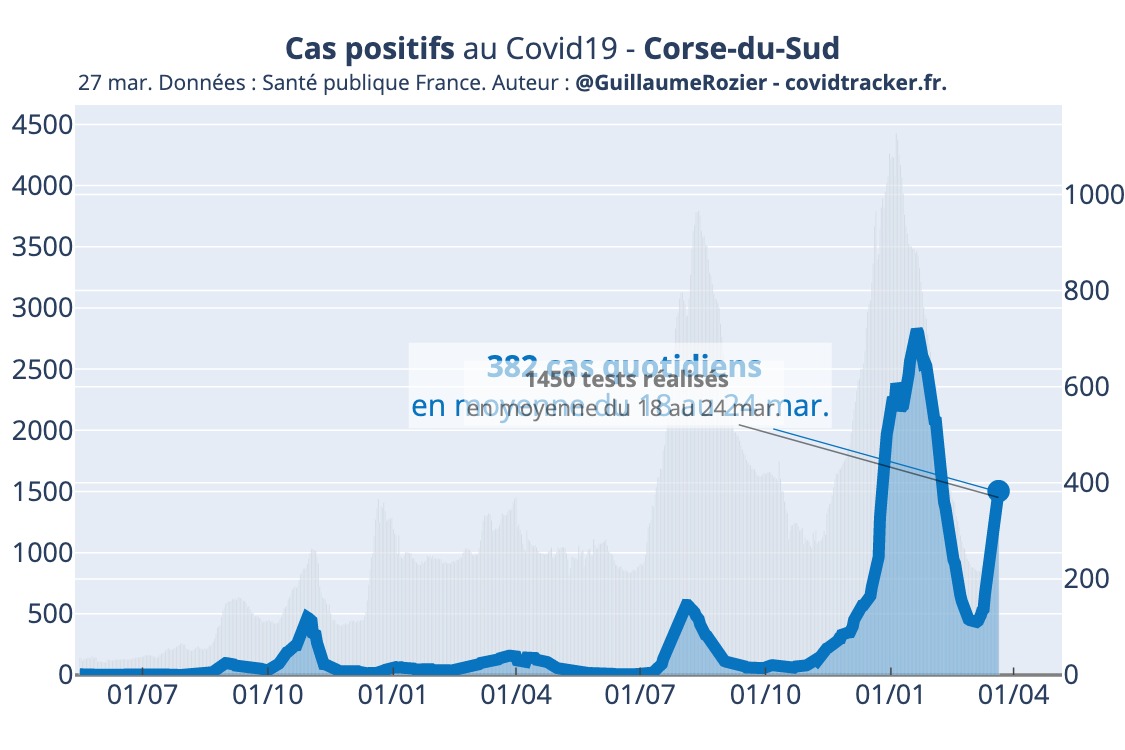 Cas positifs au Covid19 - Corse-du-Sud
27 mar. Données : Santé publique France. Auteur : @GuillaumeRozier - covidtracker.fr.
4500
4000
3500
3000
2500
2000
1500
1000
500
0
1000
800
600
400
200
0
382 cas quotidiens
en moyenne du 18 au 24 mar.
1450 tests réalisés
en moyenne du 18 au 24 mar.
01/07 01/10 01/01 01/04 01/07 01/10 01/01 01/04